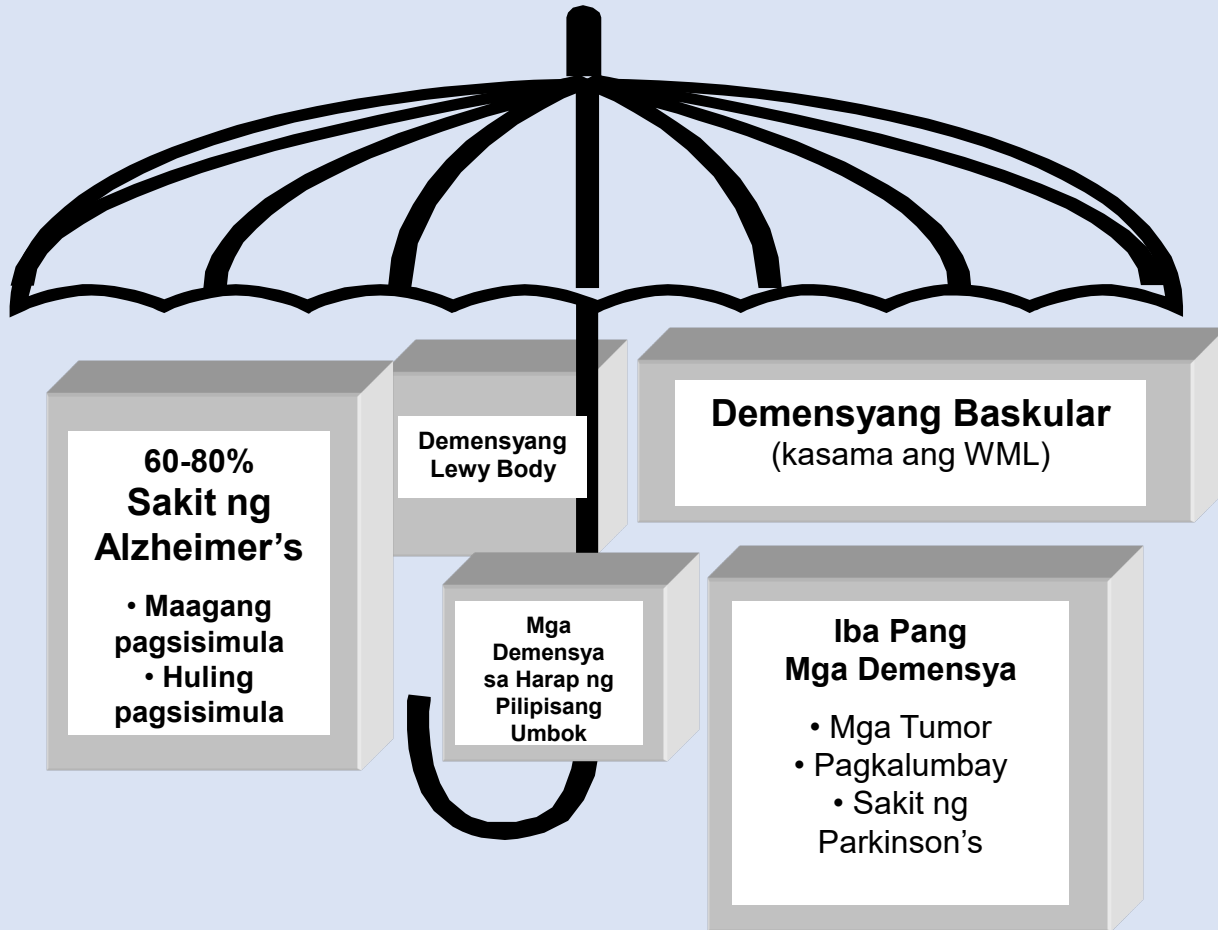 60-80%
Sakit ng
Alzheimer’s
• Maagang
pagsisimula
• Huling
pagsisimula
Demensyang
Lewy Body
Demensyang Baskular
(kasama ang WML)
Mga
Demensya
sa Harap ng
Pilipisang
Umbok
Iba Pang
Mga Demensya
• Mga Tumor
• Pagkalumbay
• Sakit ng
Parkinson’s